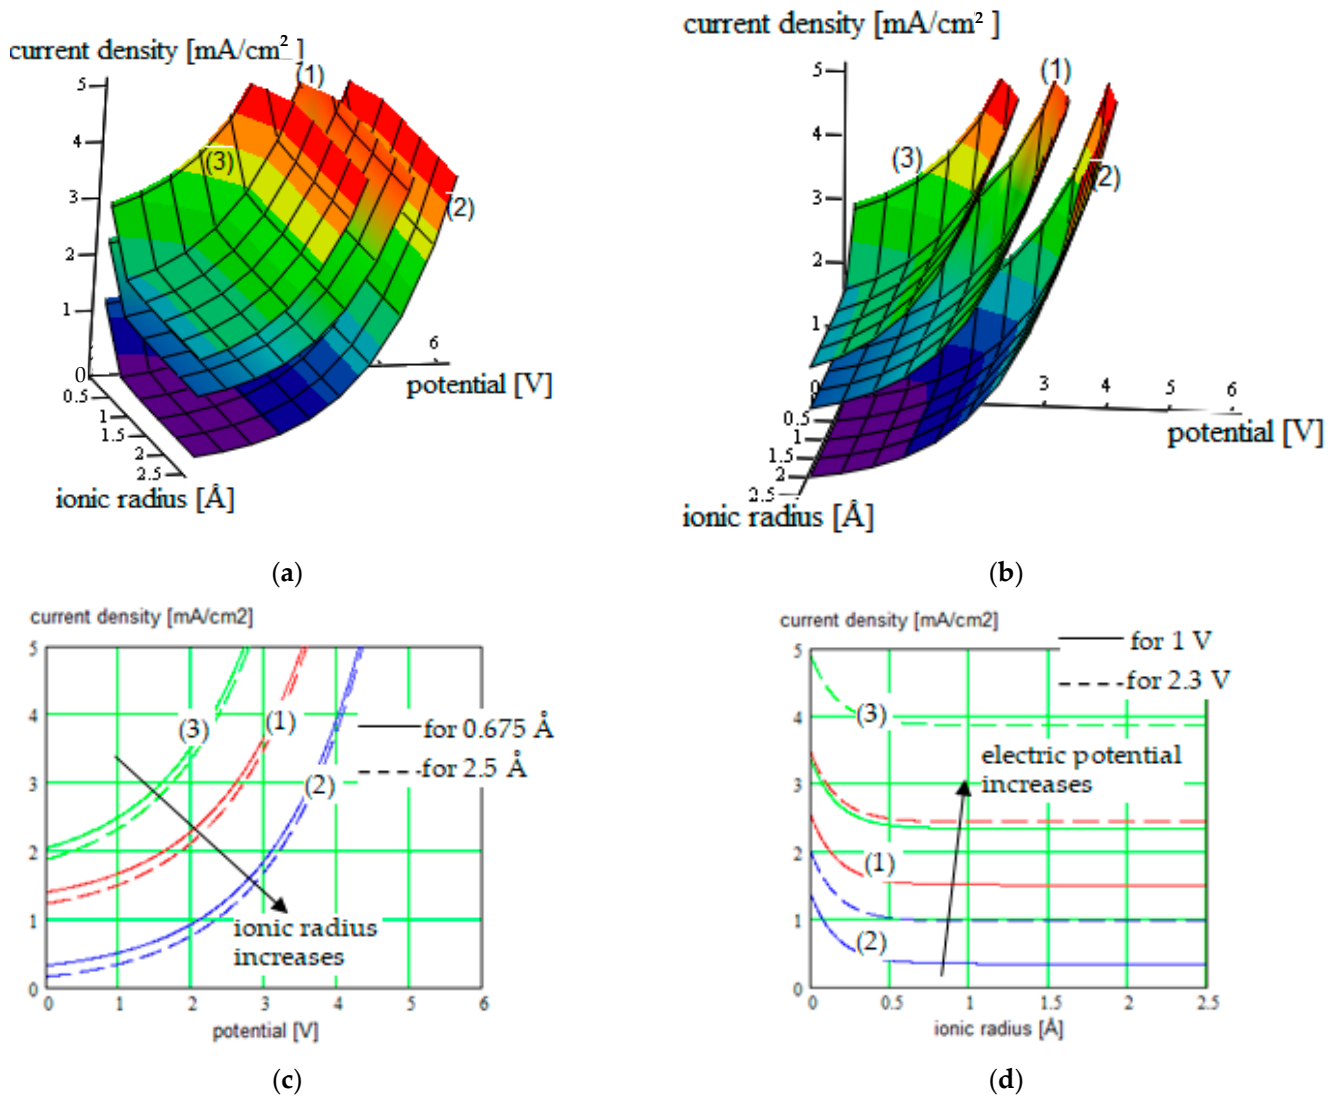 current density [mA/cm² ]
(1)
(3)
(2)
5
4
3
2
1
0
0.5
1
1.5
2
2.5
6
potential [V]
ionic radius [Å]
(a)
current density [mA/cm² ]
(1)
(3)
(2)
5
4
3
2
1
0
0.5
1
1.5
2
2.5
3 4 5 6
potential [V]
ionic radius [Å]
(b)
current density [mA/cm2]
5
4
3
2
1
0
(3)
(1)
(2)
for 0.675 Å
for 2.5 Å
ionic radius
increases
0 1 2 3 4 5 6
potential [V]
(c)
current density [mA/cm2]
for 1 V
for 2.3 V
5
4
3
2
1
0
(3)
(1)
(2)
electric potential
increases
0 0.5 1 1.5 2 2.5
ionic radius [Å]
(d)